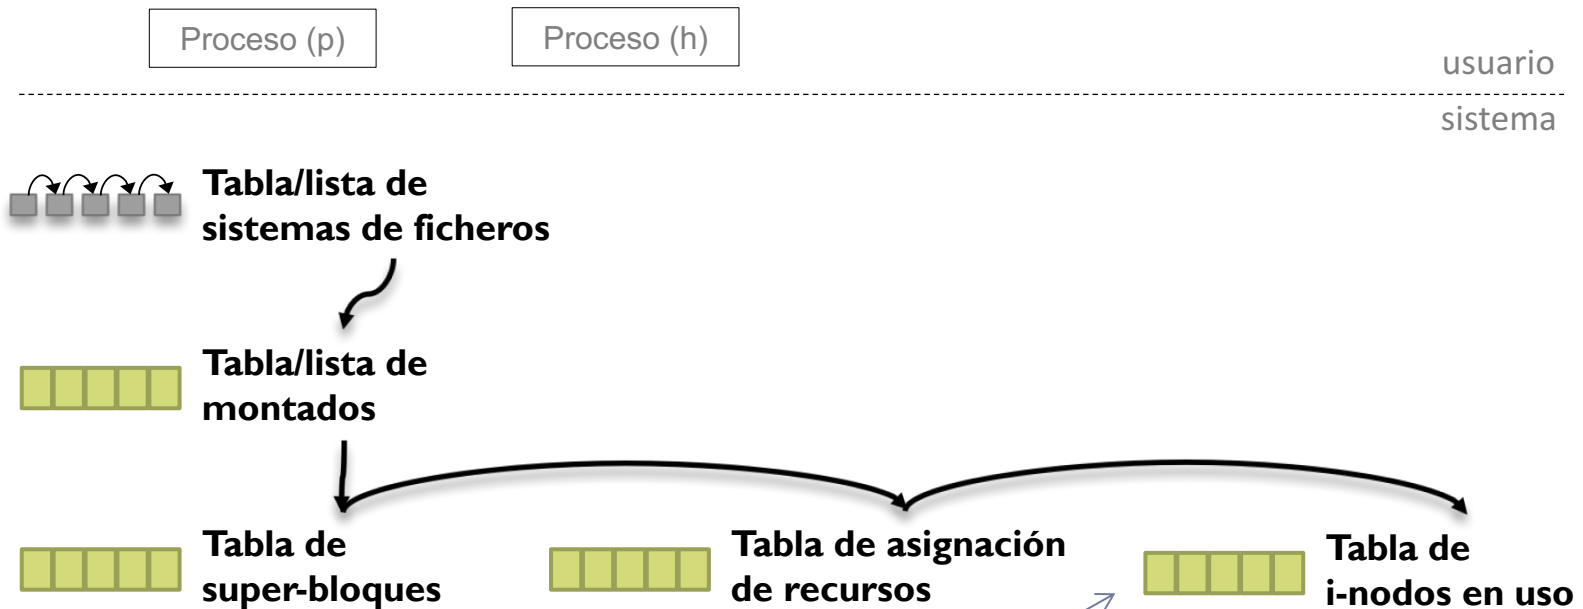 Proceso (p)
Proceso (h)
usuario
sistema
Tabla/lista de
sistemas de ficheros
Tabla/lista de
montados
Tabla de
super-bloques
Tabla de asignación
de recursos
Tabla de
i-nodos en uso